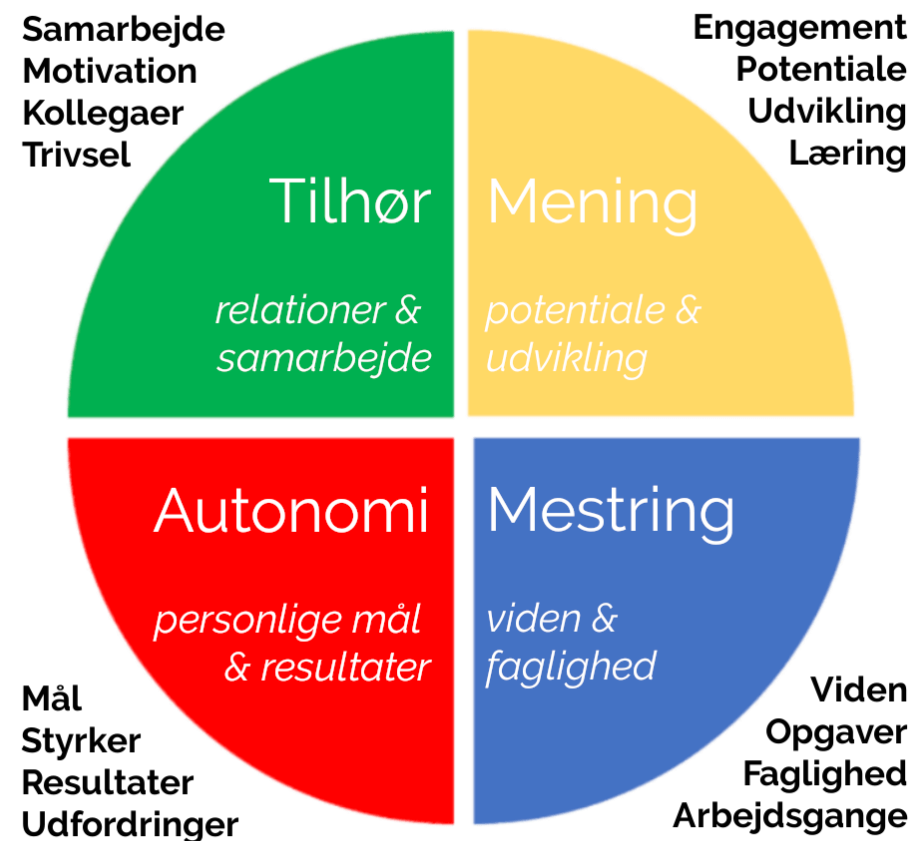 Samarbejde
Motivation
Kollegaer
Trivsel
Engagement
Potentiale
Udvikling
Læring
Tilhør
relationer &
samarbejde
Mening
potentiale &
udvikling
Autonomi
personlige mål
& resultater
Mestring
viden &
faglighed
Mål
Styrker
Resultater
Udfordringer
Viden
Opgaver
Faglighed
Arbejdsgange